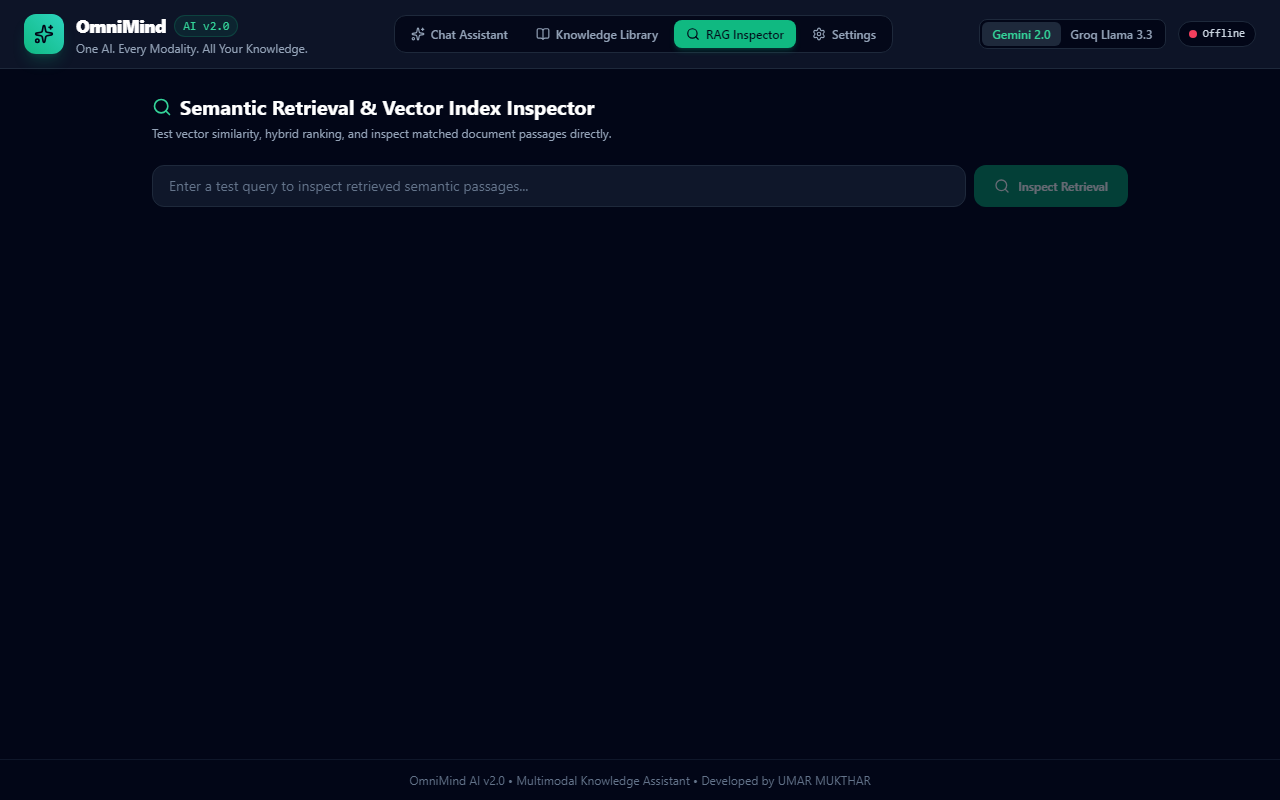 OmniMind AI v2.0
One AI. Every Modality. All Your Knowledge.
Chat Assistant Knowledge Library RAG Inspector Settings
Gemini 2.0 Groq Llama 3.3 Offline
Semantic Retrieval & Vector Index Inspector
Test vector similarity, hybrid ranking, and inspect matched document passages directly.
Enter a test query to inspect retrieved semantic passages... Inspect Retrieval
OmniMind AI v2.0 • Multimodal Knowledge Assistant • Developed by UMAR MUKTHAR